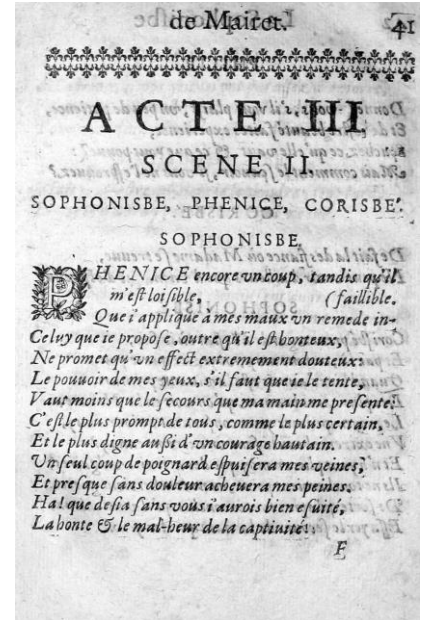 de Mairet. 41
ACTE III
SCENE II.
SOPHONISBE, PHENICE, CORISBE.
SOPHONISBE.
PHENICE encore vn coup, tandis qu'il
m'est loisible, (faillible.
Que i'applique à mes maux vn remede in-
Celuy que ie propose, outre qu'il est honteux,
Ne promet qu'vn effect extremement douteux:
Le pouuoir de mes yeux, s'il faut que ie le tente,
Vaut moins que le secours que ma main me presente:
C'est le plus prompt de tous, comme le plus certain,
Et le plus digne aussi d'vn courage hautain.
Vn seul coup de poignard espuisera mes veines,
Et presque sans douleur acheuera mes peines.
Ha! que desia sans vous i'aurois bien esuité,
La honte & le mal-heur de la captiuité!
F